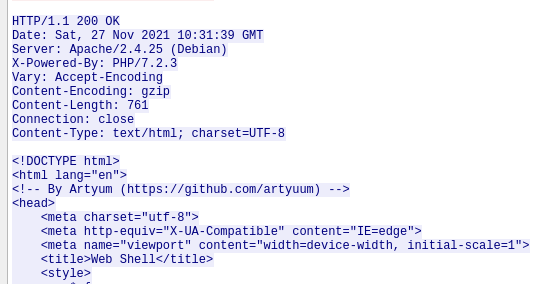 HTTP/1.1 200 OK
Date: Sat, 27 Nov 2021 10:31:39 GMT
Server: Apache/2.4.25 (Debian)
X-Powered-By: PHP/7.2.3
Vary: Accept-Encoding
Content-Encoding: gzip
Content-Length: 761
Connection: close
Content-Type: text/html; charset=UTF-8

<!DOCTYPE html>
<html lang="en">
<!-- By Artyum (https://github.com/artyuum) -->
<head>
    <meta charset="utf-8">
    <meta http-equiv="X-UA-Compatible" content="IE=edge">
    <meta name="viewport" content="width=device-width, initial-scale=1">
    <title>Web Shell</title>
    <style>